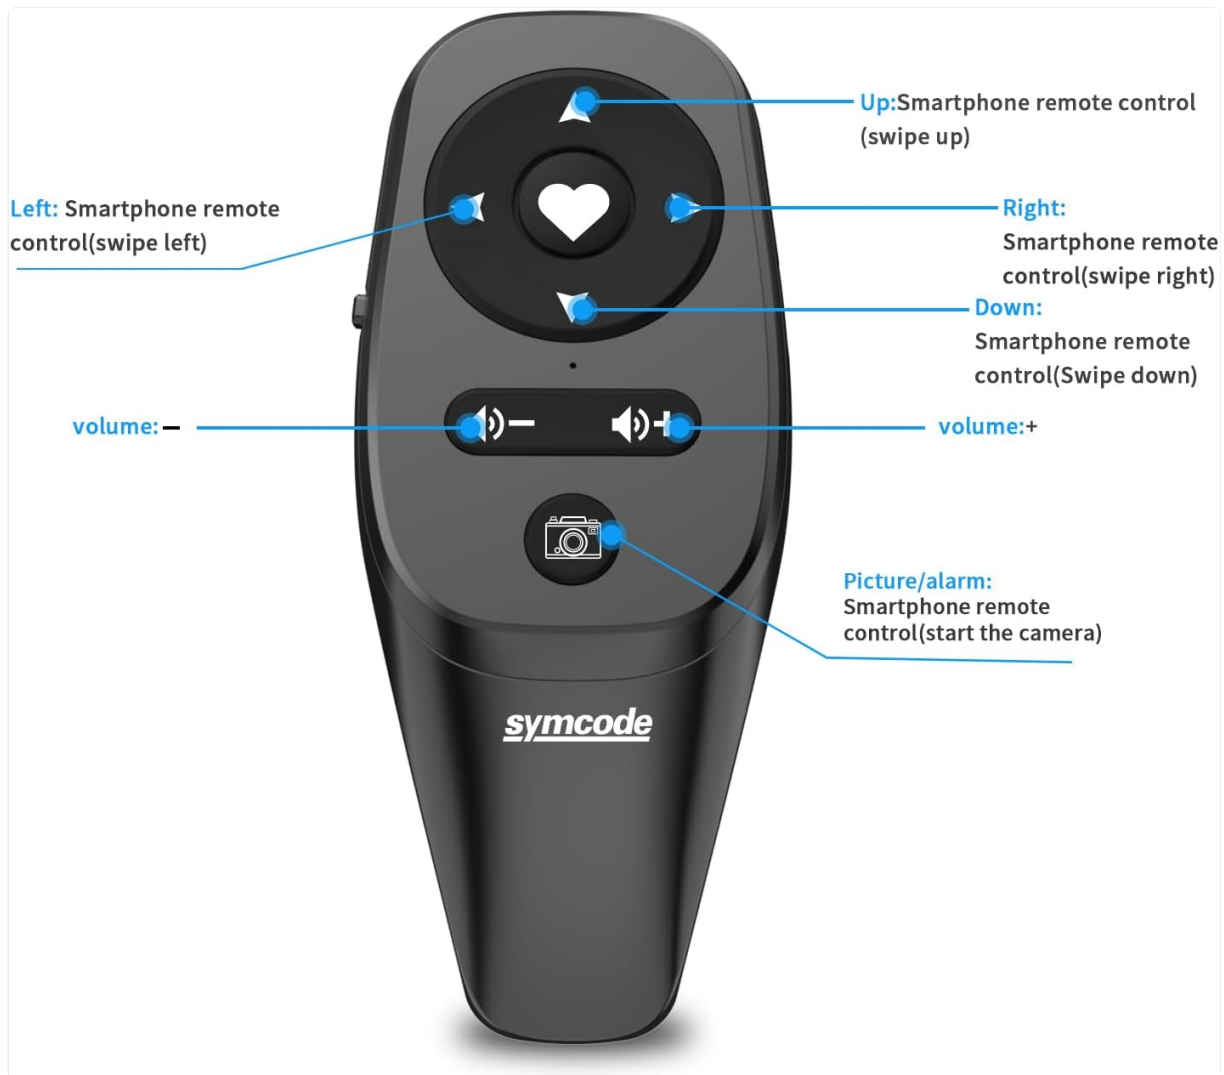 Up:Smartphone remote control
(swipe up)
Left: Smartphone remote
control(swipe left)
Right:
Smartphone remote
control(swipe right)
Down:
Smartphone remote
control(Swipe down)
volume:−
volume:+
Picture/alarm:
Smartphone remote
control(start the camera)
symcode